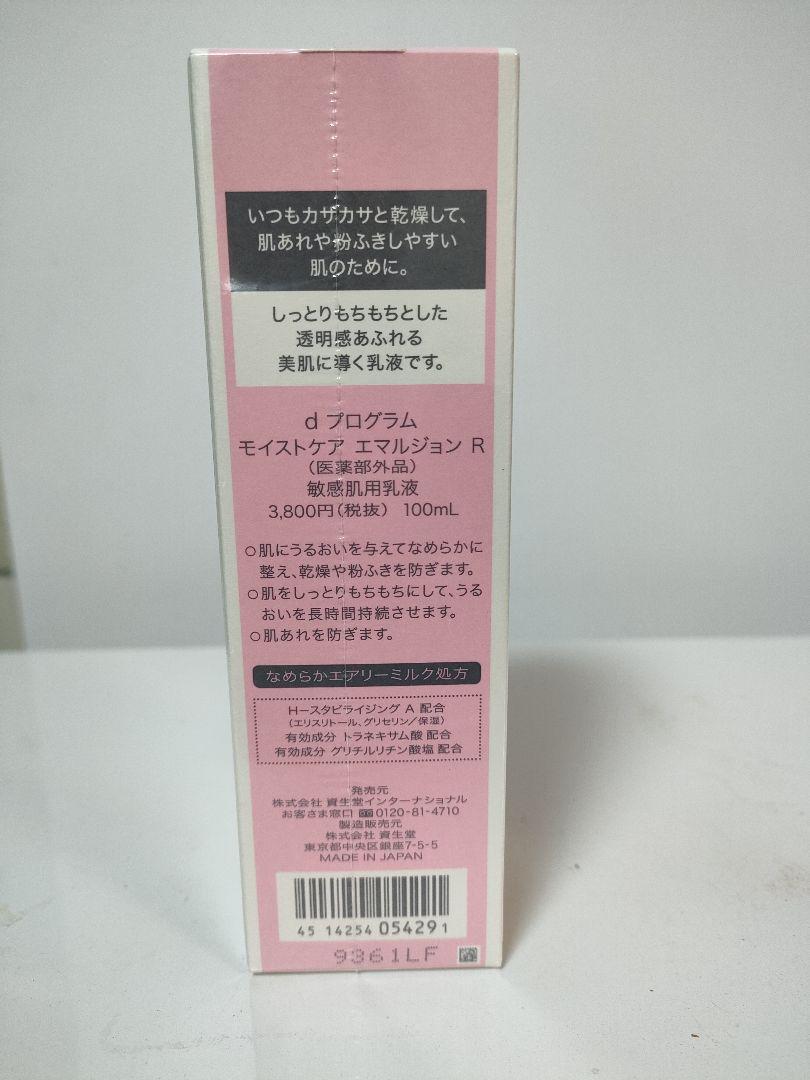 いつもカサカサと乾燥して、
肌あれや粉ふきしやすい
肌のために。
しっとりもちもちとした
透明感あふれる
美肌に導く乳液です。
d プログラム
モイストケア エマルジョン R
（医薬部外品）
敏感肌用乳液
3,800円（税抜） 100mL
○肌にうるおいを与えてなめらかに
整え、乾燥や粉ふきを防ぎます。
○肌をしっとりもちもちにして、うる
おいを長時間持続させます。
○肌あれを防ぎます。
なめらかエアリーミルク処方
H－スタビライジング A 配合
（エリスリトール、グリセリン／保湿）
有効成分 トラネキサム酸 配合
有効成分 グリチルリチン酸塩 配合
発売元
株式会社 資生堂インターナショナル
お客さま窓口 0120-81-4710
製造販売元
株式会社 資生堂
東京都中央区銀座7-5-5
MADE IN JAPAN
45 14254 05429 1
9361LF